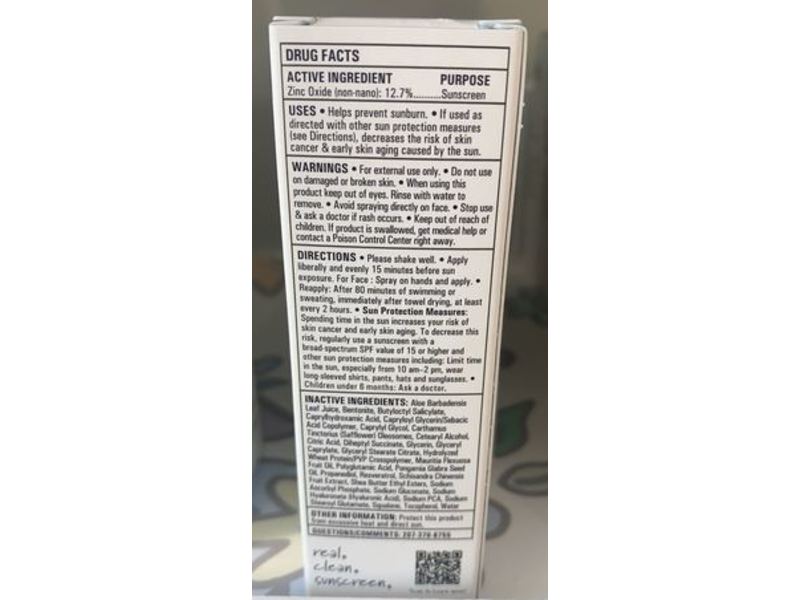 DRUG FACTS
ACTIVE INGREDIENT PURPOSE
Zinc Oxide (non-nano): 12.7%..........Sunscreen
USES • Helps prevent sunburn. • If used as
directed with other sun protection measures
(see Directions), decreases the risk of skin
cancer & early skin aging caused by the sun.
WARNINGS • For external use only. • Do not use
on damaged or broken skin. • When using this
product keep out of eyes. Rinse with water to
remove. • Avoid spraying directly on face. • Stop use
& ask a doctor if rash occurs. • Keep out of reach of
children. If product is swallowed, get medical help or
contact a Poison Control Center right away.
DIRECTIONS • Please shake well. • Apply
liberally and evenly 15 minutes before sun
exposure. For Face : Spray on hands and apply. •
Reapply: After 80 minutes of swimming or
sweating, immediately after towel drying, at least
every 2 hours. • Sun Protection Measures:
Spending time in the sun increases your risk of
skin cancer and early skin aging. To decrease this
risk, regularly use a sunscreen with a
broad-spectrum SPF value of 15 or higher and
other sun protection measures including: Limit time
in the sun, especially from 10 am–2 pm, wear
long-sleeved shirts, pants, hats and sunglasses. •
Children under 6 months: Ask a doctor.
INACTIVE INGREDIENTS: Aloe Barbadensis
Leaf Juice, Bentonite, Butyloctyl Salicylate,
Caprylhydroxamic Acid, Capryloyl Glycerin/Sebacic
Acid Copolymer, Caprylyl Glycol, Carthamus
Tinctorius (Safflower) Oleosomes, Cetearyl Alcohol,
Citric Acid, Diheptyl Succinate, Glycerin, Glyceryl
Caprylate, Glyceryl Stearate Citrate, Hydrolyzed
Wheat Protein/PVP Crosspolymer, Mauritia Flexuosa
Fruit Oil, Polyglutamic Acid, Pongamia Glabra Seed
Oil, Propanediol, Resveratrol, Schisandra Chinensis
Fruit Extract, Shea Butter Ethyl Esters, Sodium
Ascorbyl Phosphate, Sodium Gluconate, Sodium
Hyaluronate (Hyaluronic Acid), Sodium PCA, Sodium
Stearoyl Glutamate, Squalane, Tocopherol, Water
OTHER INFORMATION: Protect this product
from excessive heat and direct sun.
QUESTIONS/COMMENTS:
real.
clean.
sunscreen.